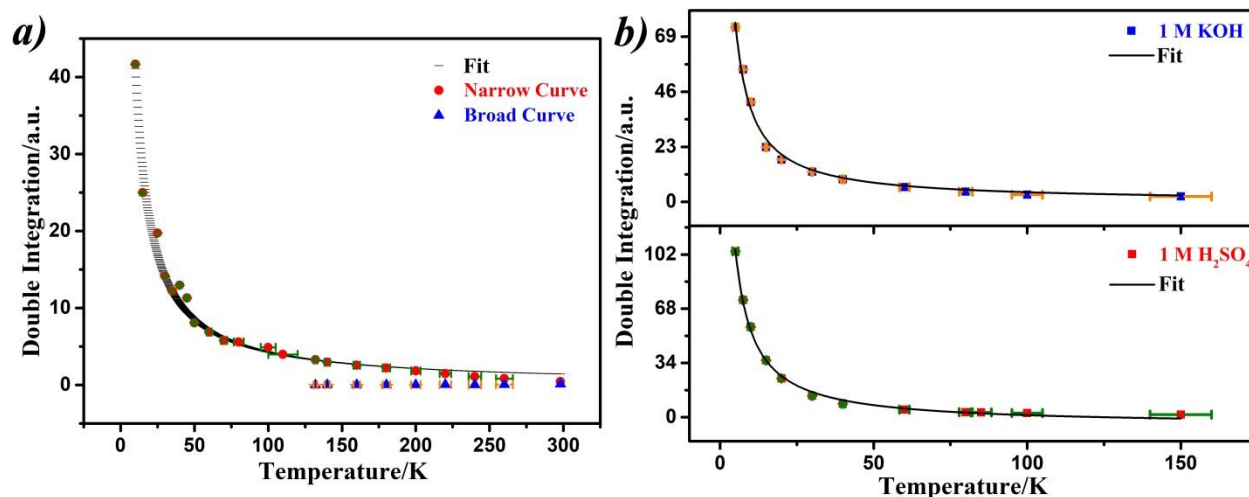 a)
Double Integration/a.u.
40
30
20
10
0
Fit
Narrow Curve
Broad Curve
0 50 100 150 200 250 300
Temperature/K
b)
Double Integration/a.u.
69
46
23
0
1 M KOH
Fit
102
68
34
0
1 M H₂SO₄
Fit
0 50 100 150
Temperature/K